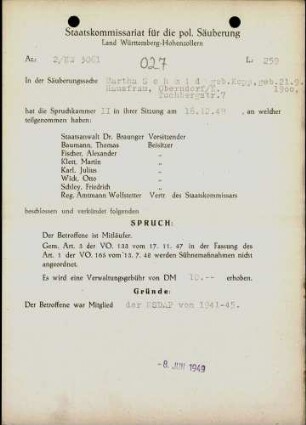 Staatskommissariat für die pol. Säuberung
Land Württemberg-Hohenzollern
Az.: 2/EU 3061
027
L: 259
In der Säuberungssache Martha Schmid, geb. Kopp, geb. 21.9.
Hausfrau, Oberndorf/N. 1900,
hat die Spruchkammer II in ihrer Sitzung am 16.12.48, an welcher
teilgenommen haben:
Staatsanwalt Dr. Braunger Vorsitzender
Baumann, Thomas Beisitzer
Fischer, Alexander "
Klett, Martin "
Karl, Julius "
Wick, Otto "
Schley, Friedrich "
Reg. Amtmann Wollstetter Vertr. des Staatskommissars
beschlossen und verkündet folgenden
SPRUCH:
Der Betroffene ist Mitläufer.
Gem. Art. 5 der VO. 133 vom 17. 11. 47 in der Fassung des
Art. 1 der VO. 165 vom 13. 7. 48 werden Sühnemaßnahmen nicht
angeordnet.
Es wird eine Verwaltungsgebühr von DM 10.-- erhoben.
Gründe:
Der Betroffene war Mitglied der NSDAP von 1941-45.
-8. JUNI 1949